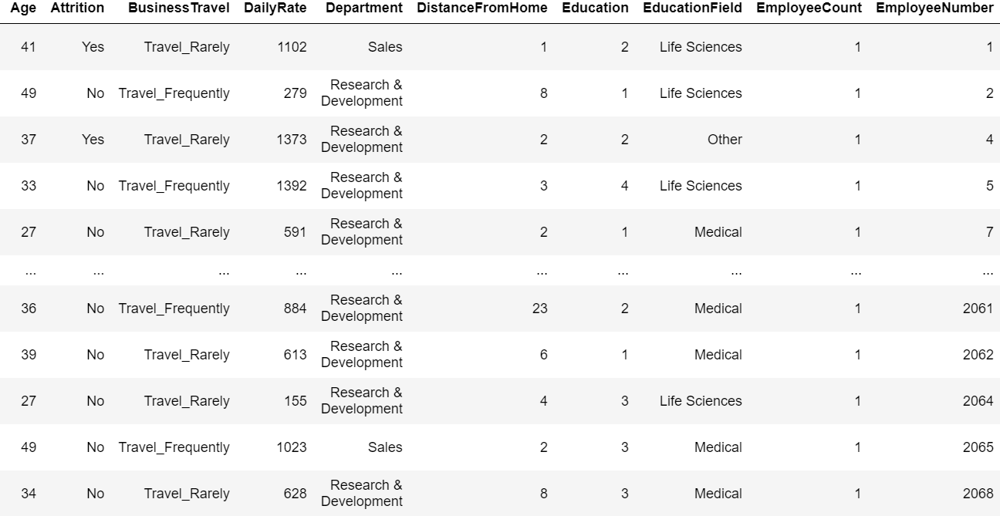 Age Attrition BusinessTravel DailyRate Department DistanceFromHome Education EducationField EmployeeCount EmployeeNumber
41 Yes Travel_Rarely 1102 Sales 1 2 Life Sciences 1 1
49 No Travel_Frequently 279 Research & Development 8 1 Life Sciences 1 2
37 Yes Travel_Rarely 1373 Research & Development 2 2 Other 1 4
33 No Travel_Frequently 1392 Research & Development 3 4 Life Sciences 1 5
27 No Travel_Rarely 591 Research & Development 2 1 Medical 1 7
... ... ... ... ... ... ... ... ... ...
36 No Travel_Frequently 884 Research & Development 23 2 Medical 1 2061
39 No Travel_Rarely 613 Research & Development 6 1 Medical 1 2062
27 No Travel_Rarely 155 Research & Development 4 3 Life Sciences 1 2064
49 No Travel_Frequently 1023 Sales 2 3 Medical 1 2065
34 No Travel_Rarely 628 Research & Development 8 3 Medical 1 2068